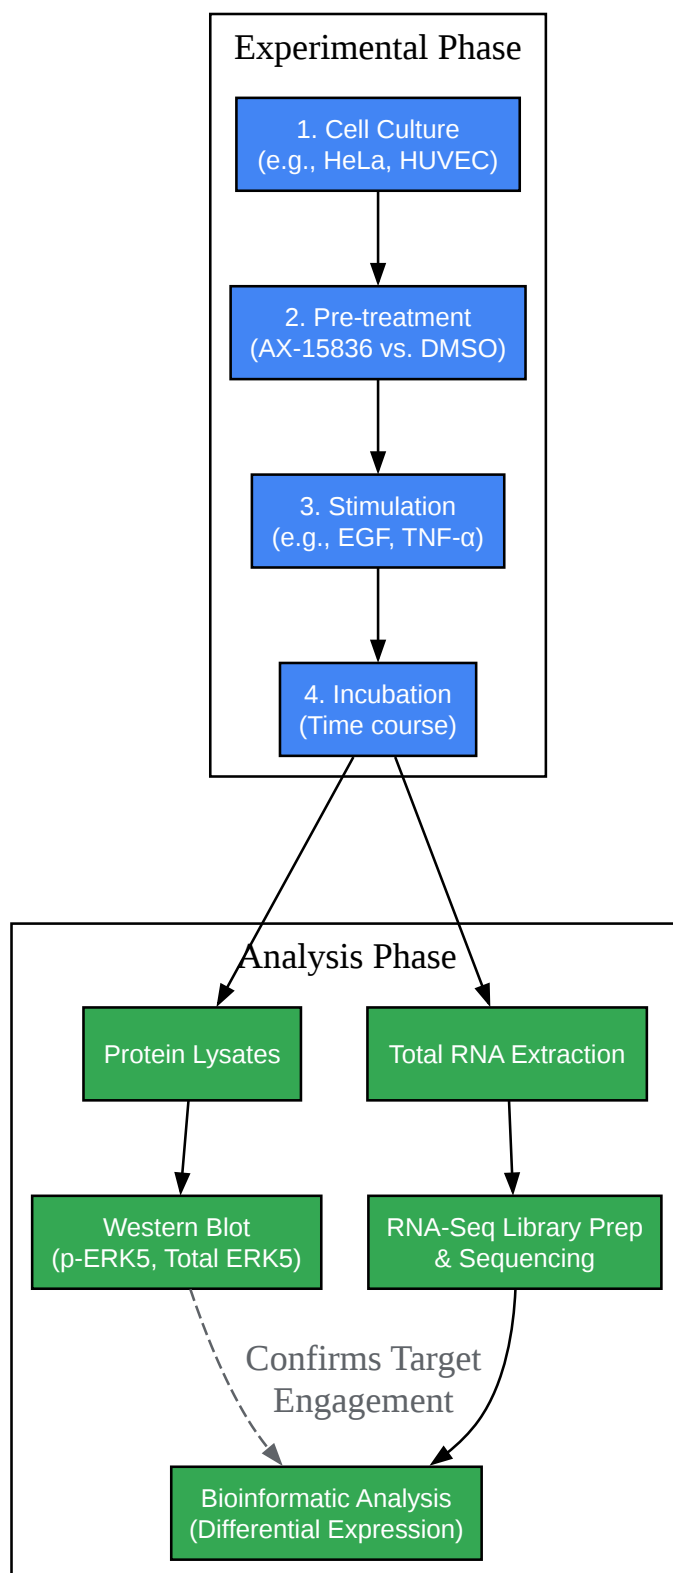 Experimental Phase
1. Cell Culture
(e.g., HeLa, HUVEC)
2. Pre-treatment
(AX-15836 vs. DMSO)
3. Stimulation
(e.g., EGF, TNF-α)
4. Incubation
(Time course)
Analysis Phase
Protein Lysates
Total RNA Extraction
Western Blot
(p-ERK5, Total ERK5)
RNA-Seq Library Prep
& Sequencing
Confirms Target
Engagement
Bioinformatic Analysis
(Differential Expression)